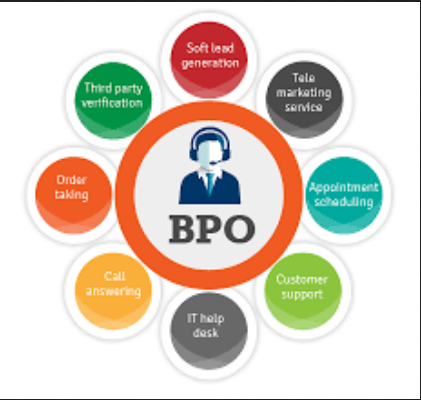 Soft lead
generation
Tele
marketing
service
Appointment
scheduling
Customer
support
IT help
desk
Call
answering
Order
taking
Third party
verification
BPO